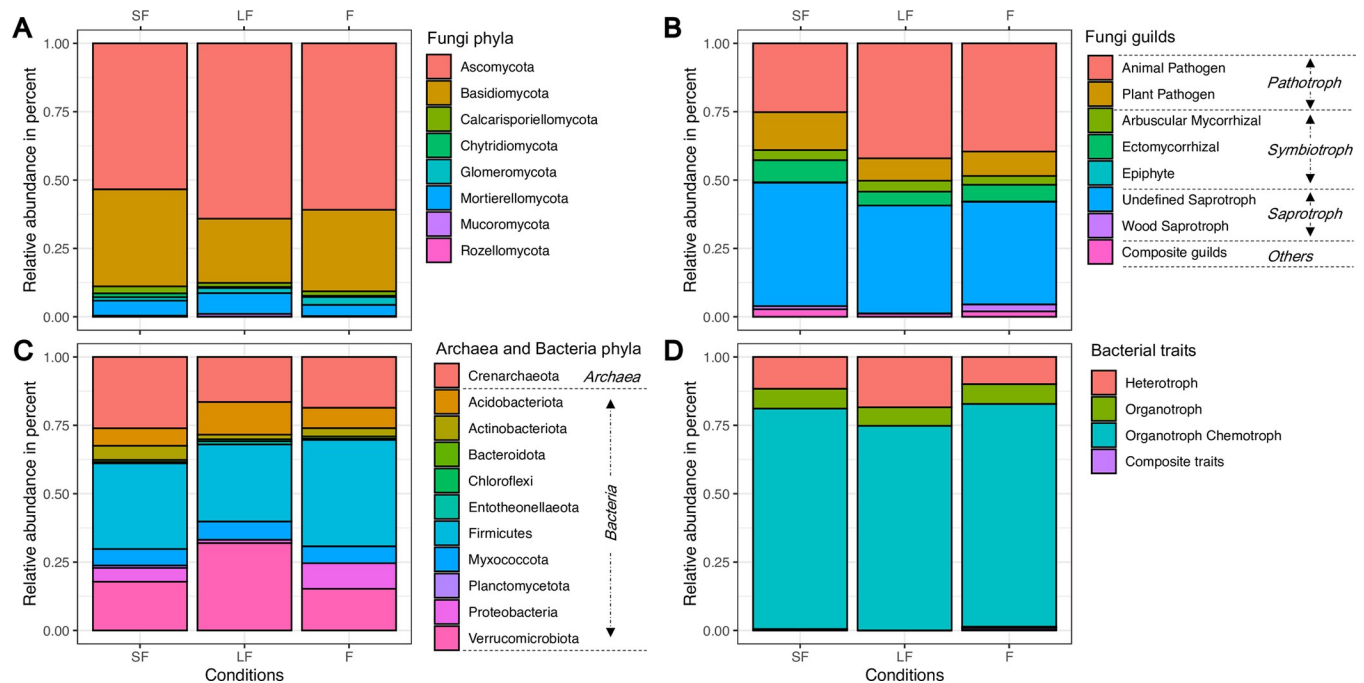 A
SF LF F
Relative abundance in percent
1.00
0.75
0.50
0.25
0.00
Fungi phyla
Ascomycota
Basidiomycota
Calcarisporiellomycota
Chytridiomycota
Glomeromycota
Mortierellomycota
Mucoromycota
Rozellomycota
B
SF LF F
Relative abundance in percent
1.00
0.75
0.50
0.25
0.00
Fungi guilds
Animal Pathogen
Plant Pathogen
Pathotroph
Arbuscular Mycorrhizal
Ectomycorrhizal
Epiphyte
Symbiotroph
Undefined Saprotroph
Wood Saprotroph
Saprotroph
Composite guilds Others
C
Relative abundance in percent
1.00
0.75
0.50
0.25
0.00
SF LF F
Conditions
Archaea and Bacteria phyla
Crenarchaeota Archaea
Acidobacteriota
Actinobacteriota
Bacteroidota
Chloroflexi
Entotheonellaeota
Firmicutes
Myxococcota
Planctomycetota
Proteobacteria
Verrucomicrobiota
Bacteria
D
Relative abundance in percent
1.00
0.75
0.50
0.25
0.00
SF LF F
Conditions
Bacterial traits
Heterotroph
Organotroph
Organotroph Chemotroph
Composite traits